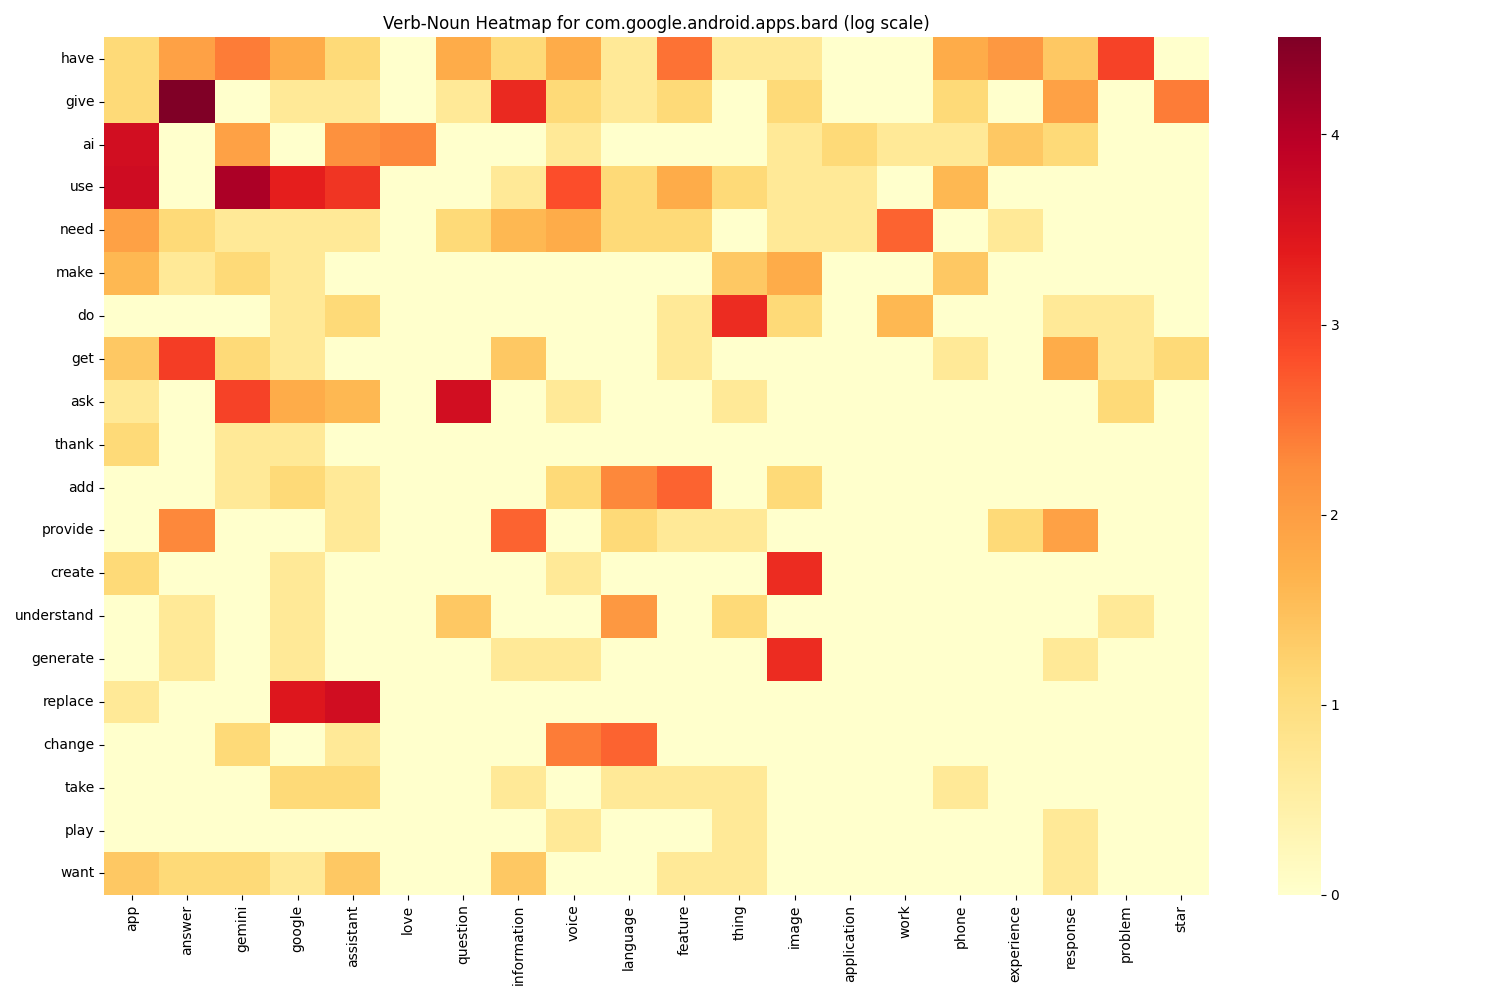 Verb-Noun Heatmap for com.google.android.apps.bard (log scale)
have
give
ai
use
need
make
do
get
ask
thank
add
provide
create
understand
generate
replace
change
take
play
want
app
answer
gemini
google
assistant
love
question
information
voice
language
feature
thing
image
application
work
phone
experience
response
problem
star
4
3
2
1
0